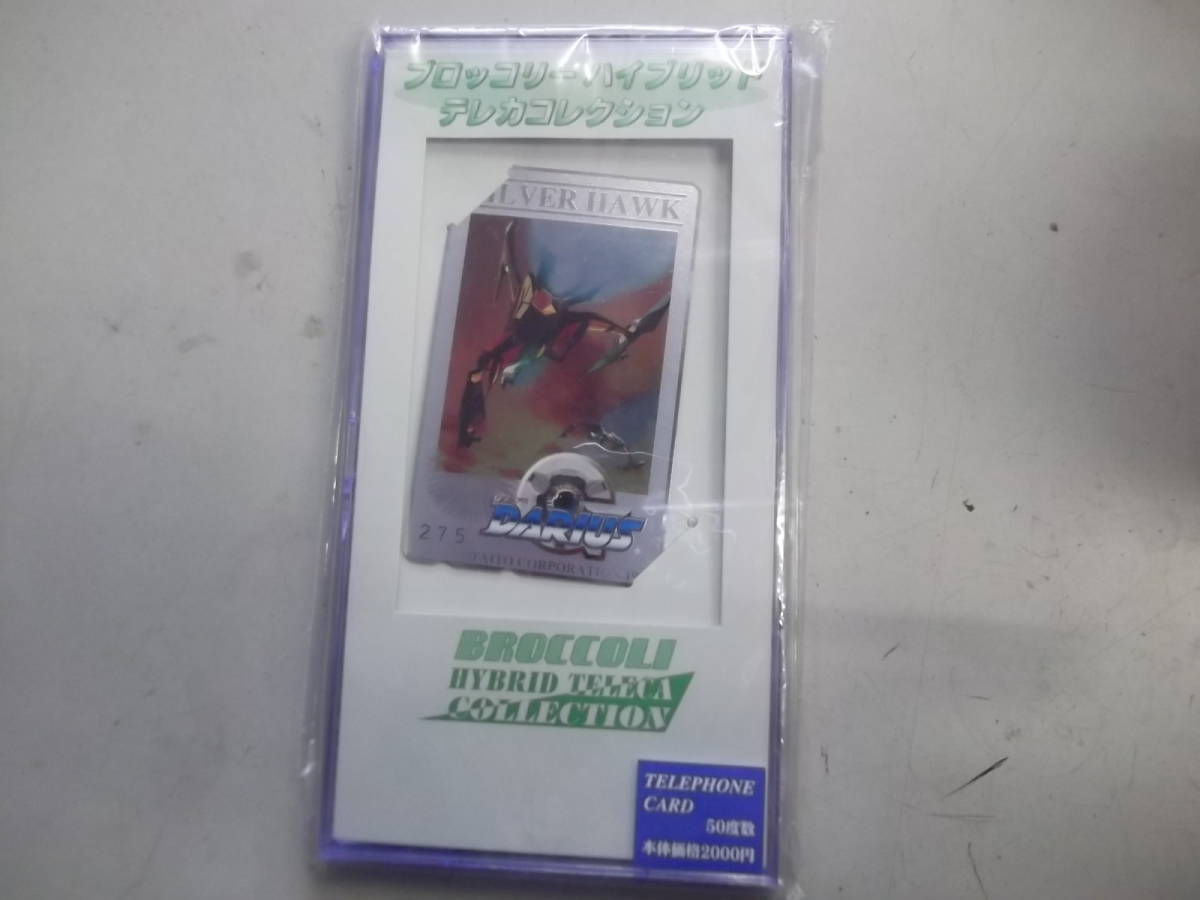 ブロッコリーハイブリッド
テレカコレクション
SILVER HAWK
DARIUS
275
TAITO CORPORATION
BROCCOLI
HYBRID TELECA
COLLECTION
TELEPHONE
CARD
50度数
本体価格2000円